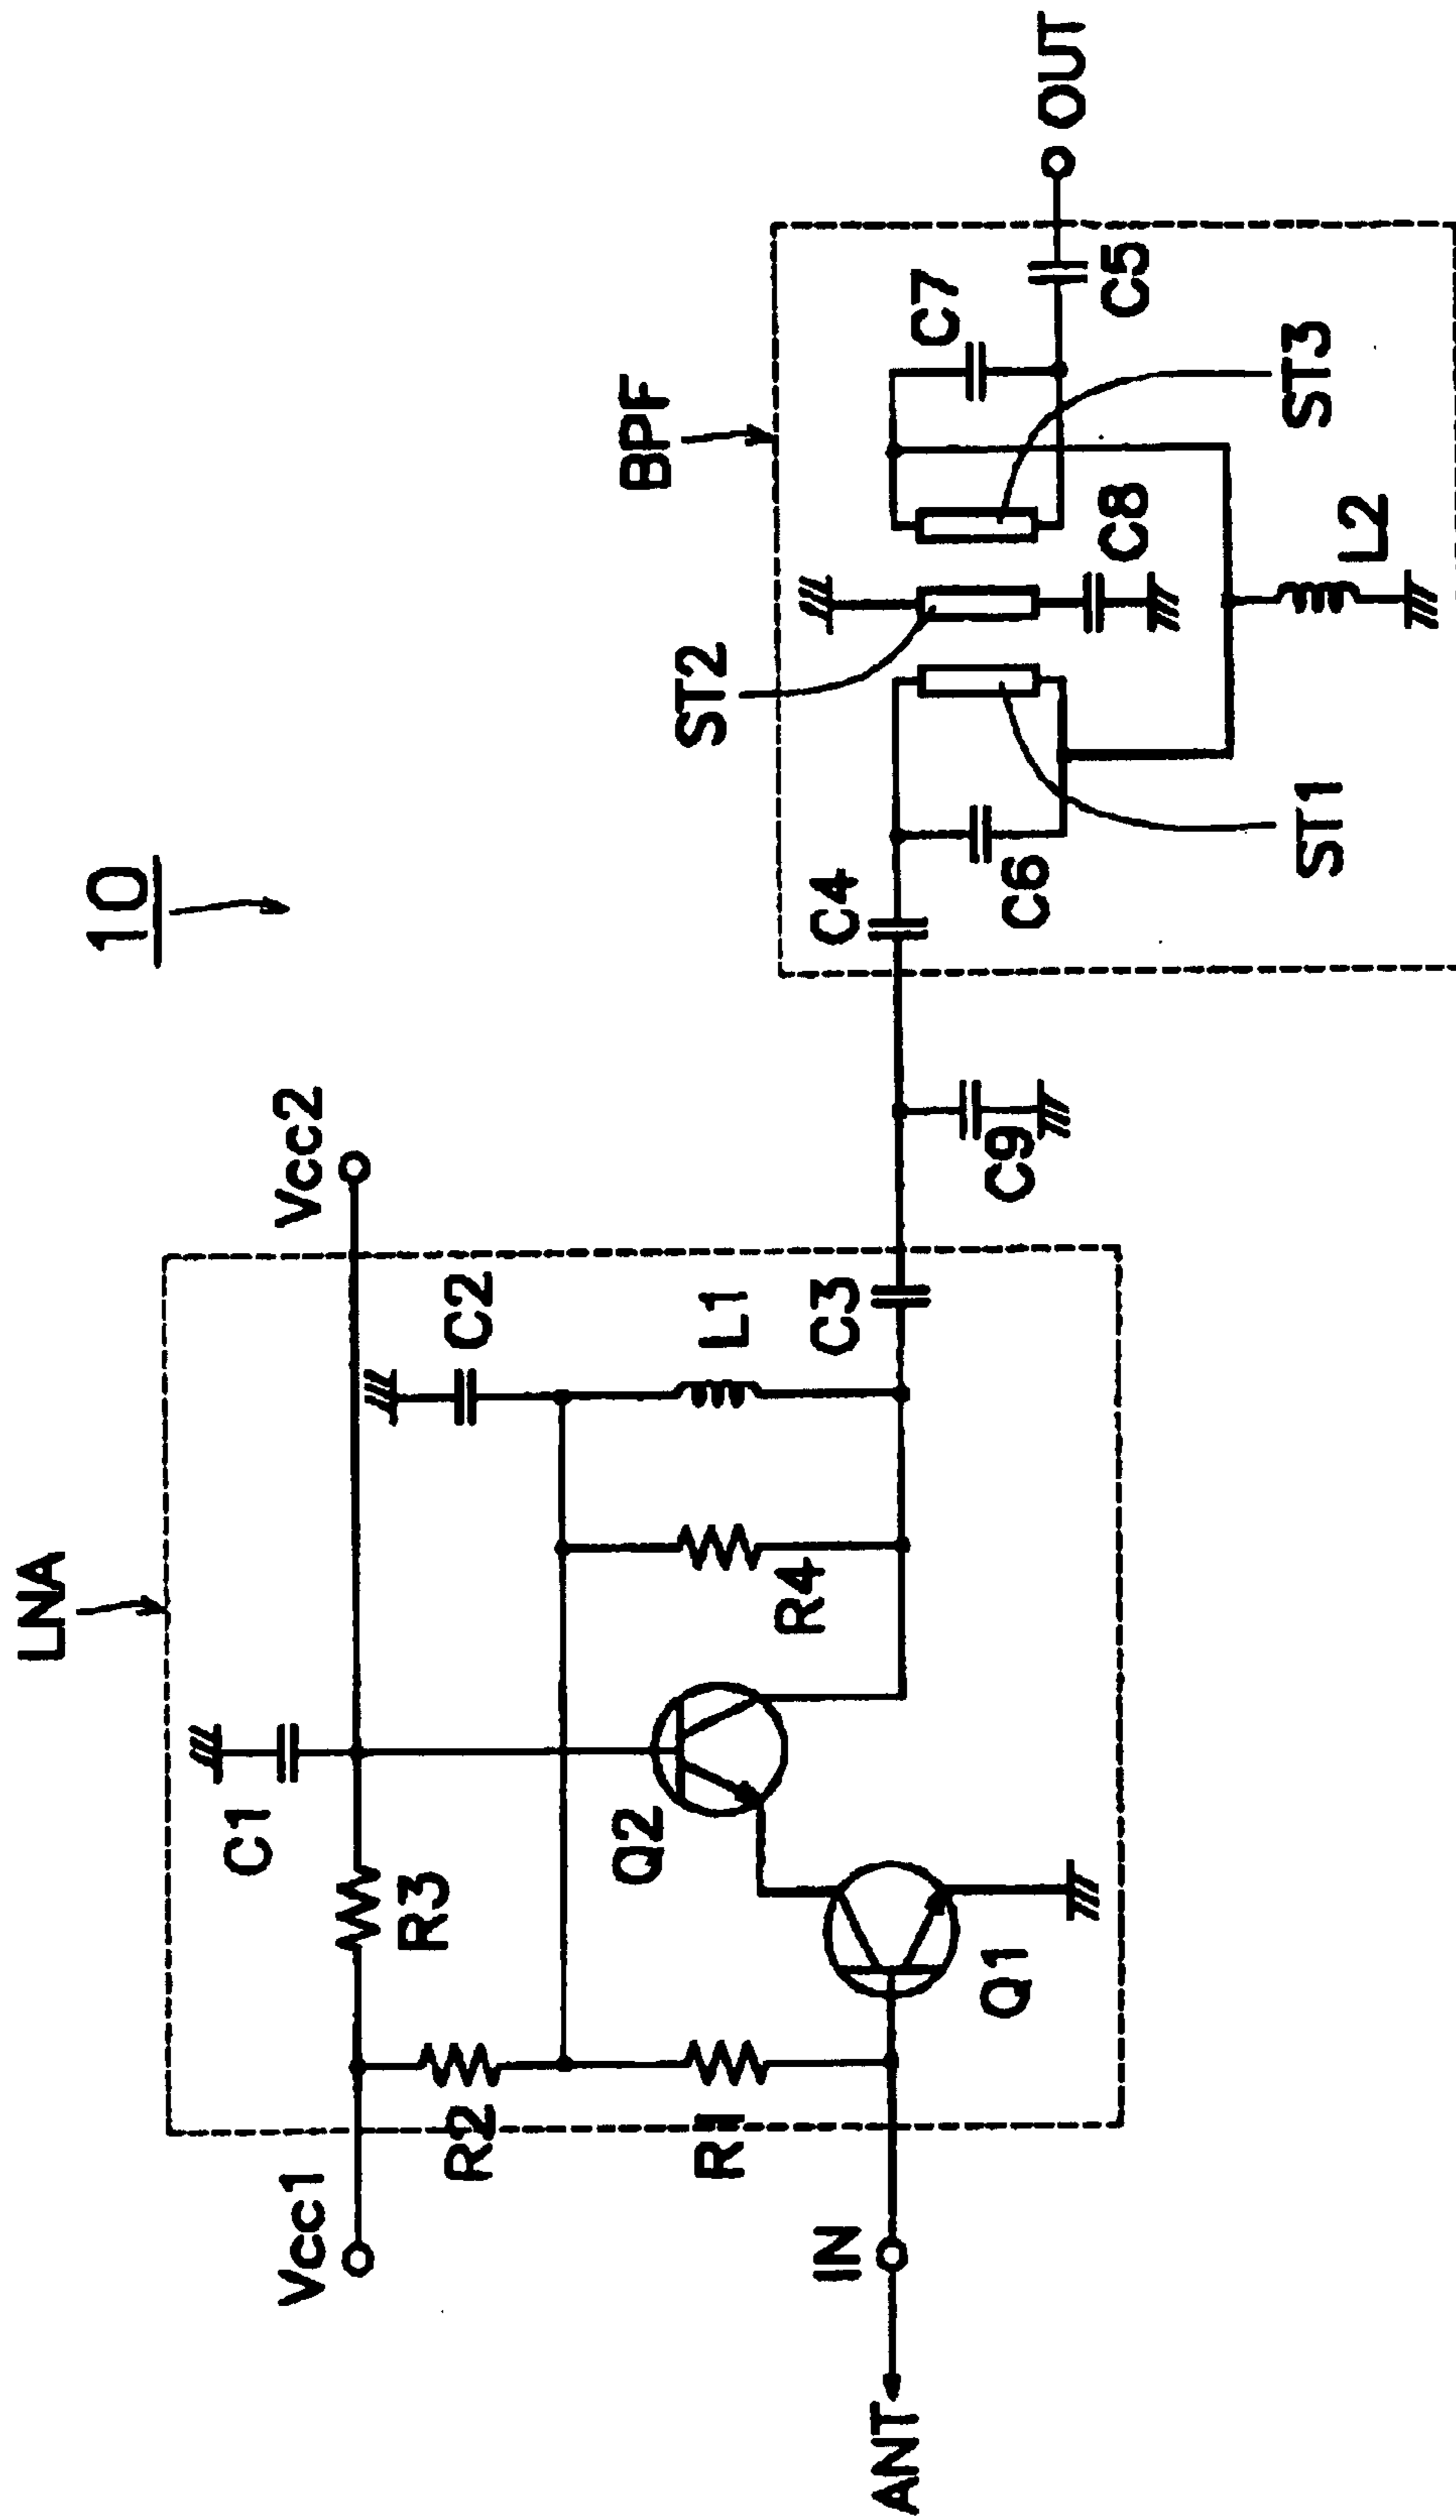 10
LNA
Vcc1
Vcc2
C1
C2
R2
R3
L1
Q2
R1
R4
C3
IN
ANT
Q1
C9
BPF
ST2
C4
C7
OUT
C6
C8
C5
ST1
L2
ST3